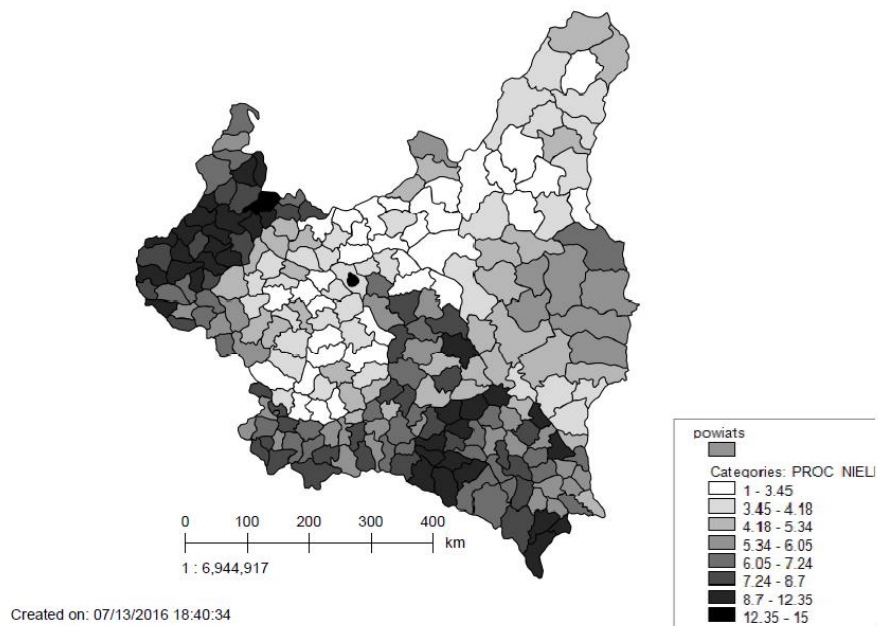 0 100 200 300 400
km
1 : 6,944,917
Created on: 07/13/2016 18:40:34
powiats
Categories: PROC_NIEL
1 - 3.45
3.45 - 4.18
4.18 - 5.34
5.34 - 6.05
6.05 - 7.24
7.24 - 8.7
8.7 - 12.35
12.35 - 15